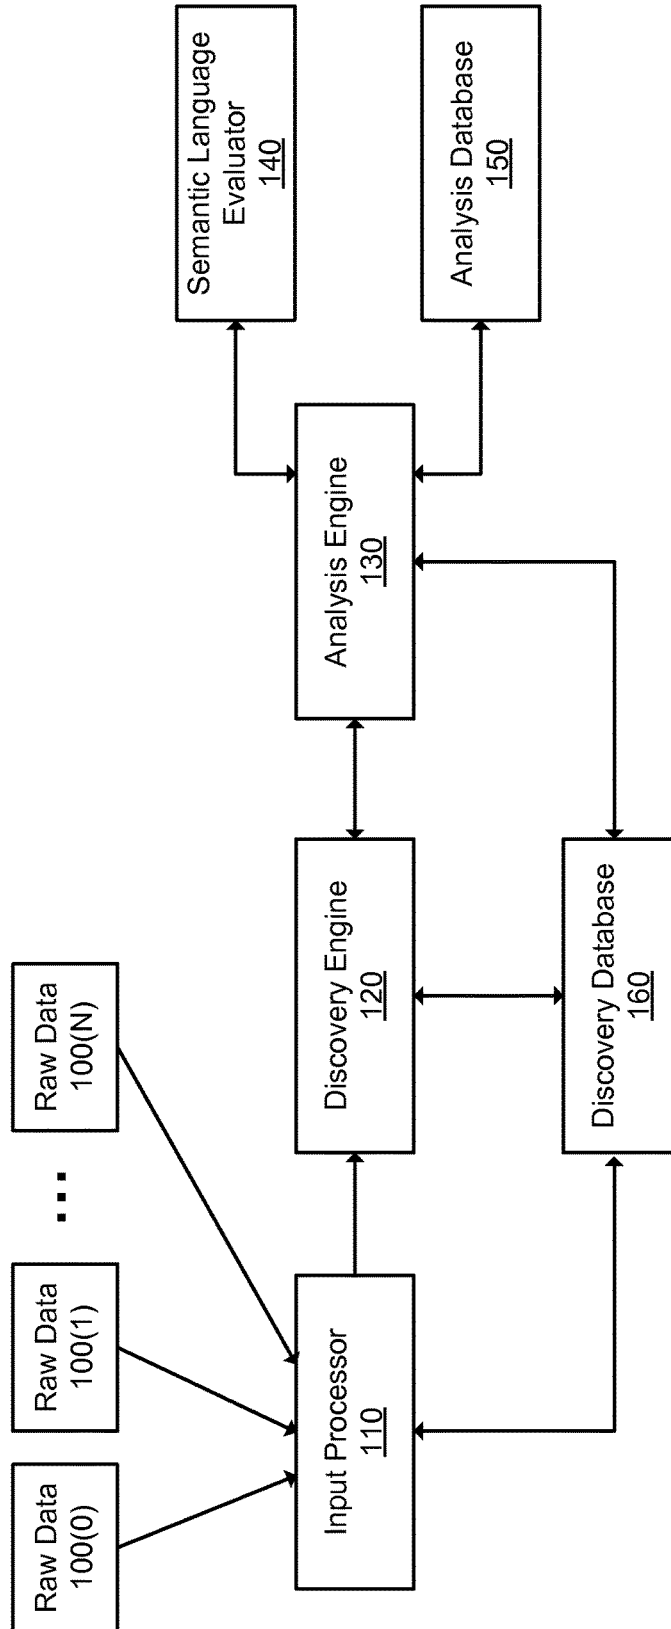 Raw Data
100(0)
Raw Data
100(1)
...
Raw Data
100(N)
Input Processor
110
Discovery Engine
120
Analysis Engine
130
Semantic Language
Evaluator
140
Analysis Database
150
Discovery Database
160